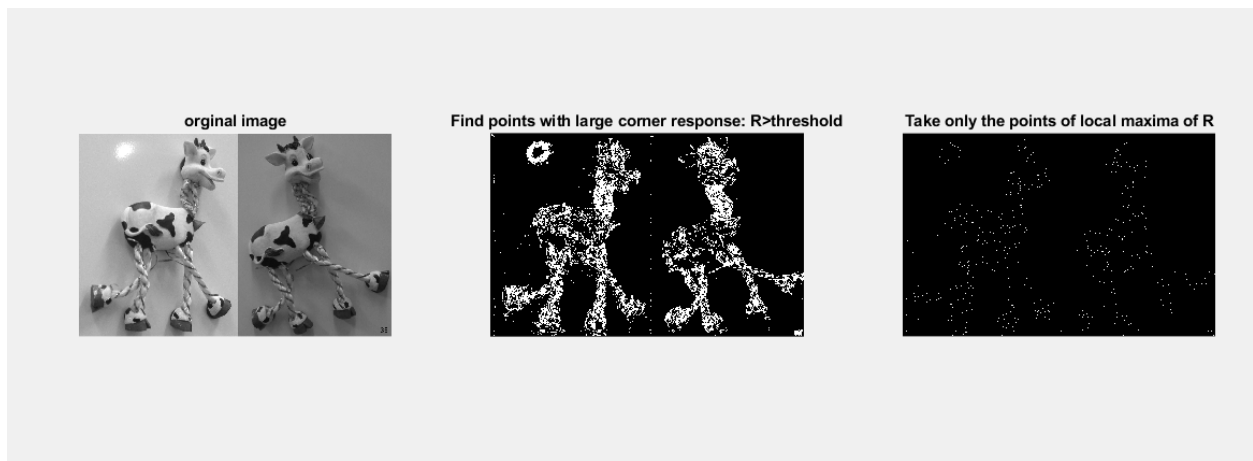 orginal image
Find points with large corner response: R>threshold
Take only the points of local maxima of R